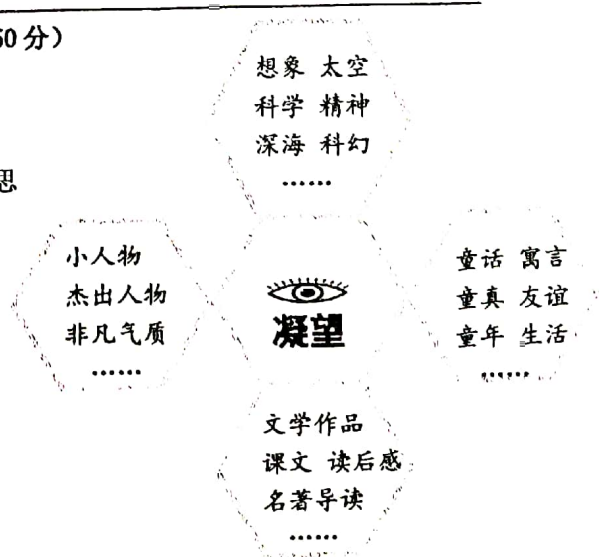 50分）
想象 太空
科学 精神
深海 科幻
……
思
小人物
杰出人物
非凡气质
……
凝望
童话 寓言
童真 友谊
童年 生活
……
文学作品
课文 读后感
名著导读
……